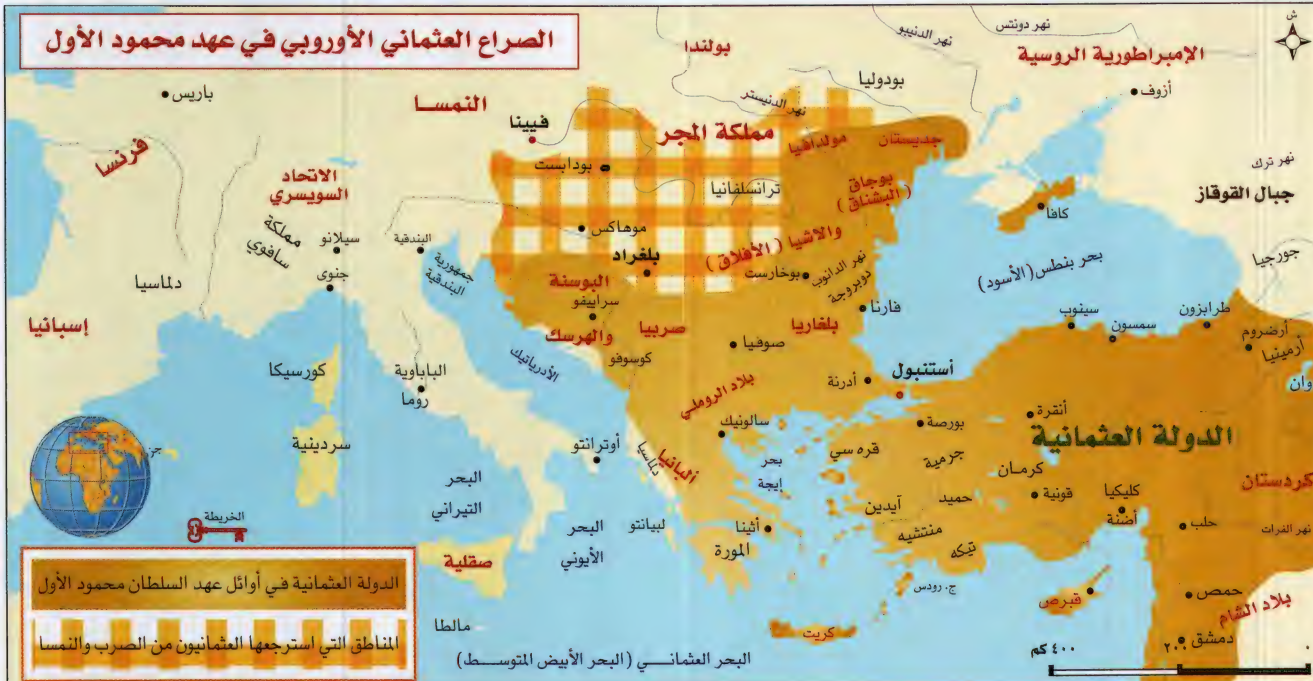 الصراع العثماني الأوروبي في عهد محمود الأول
ش
نهر دونتس
نهر الدنيبو
بولندا
الإمبراطورية الروسية
باريس
النمسا
بودوليا
أزوف
نهر الدنيستر
فيينا
مملكة المجر
مولدافيا
جديستان
فرنسا
بودابست
نهر ترك
الاتحاد
السويسري
ترانسلفانيا
بوجاق
(البشناق)
جبال القوقاز
كافا
مملكة
سافوي
سيلانو
البندقية
موهاكس
والاشيا (الأفلاق)
بلغراد
جمهورية
البندقية
بحر بنطس (الأسود)
جورجيا
دلماسيا
جنوى
البوسنة
بوخارست
نهر الدانوب
دوبروجة
سراييفو
فارنا
طرابزون
إسبانيا
والهرسك
صربيا
بلغاريا
سينوب
سمسون
أرضروم
أرمينيا
صوفيا
كوسوفو
الأدرياتيك
كورسيكا
البابوية
روما
أستنبول
أدرنة
وان
بلاد الروملي
أنقرة
سالونيك
بورصة
الدولة العثمانية
سردينية
أوترانتو
دلماسيا
ألبانيا
بحر
إيجة
قره سي
جرمية
كرمان
كردستان
البحر
التيراني
قونية
كليكيا
أضنة
حميد
آيدين
البحر
الأيوني
ليبانتو
أثينا
المورة
منتشيه
تيكه
حلب
نهر الفرات
الخريطة
صقلية
ج. رودس
قبرص
حمص
بلاد الشام
الدولة العثمانية في أوائل عهد السلطان محمود الأول
مالطا
كريت
دمشق
المناطق التي استرجعها العثمانيون من الصرب والنمسا
البحر العثمانـــي (البحر الأبيض المتوســـط)
٤٠٠ كم
٢٠٠
٠